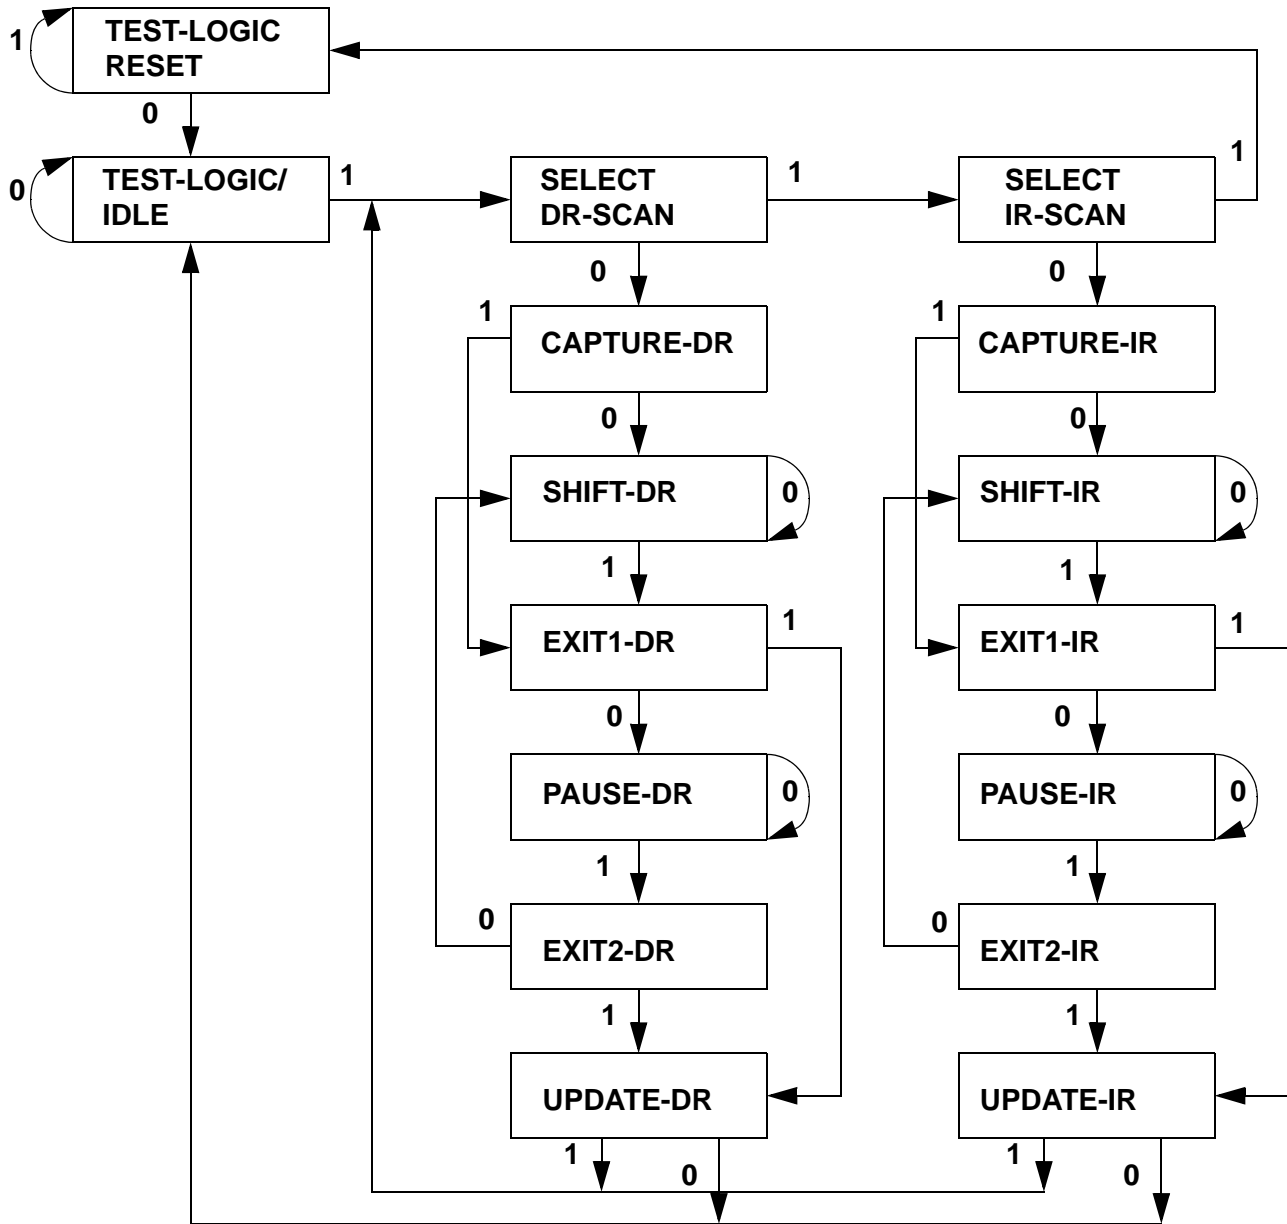 1
TEST-LOGIC
RESET
0
0
TEST-LOGIC/
IDLE
1
SELECT
DR-SCAN
1
SELECT
IR-SCAN
1
0
0
1
CAPTURE-DR
1
CAPTURE-IR
0
0
SHIFT-DR
0
SHIFT-IR
0
1
1
EXIT1-DR
1
EXIT1-IR
1
0
0
PAUSE-DR
0
PAUSE-IR
0
1
1
0
EXIT2-DR
0
EXIT2-IR
1
1
UPDATE-DR
UPDATE-IR
1
0
1
0